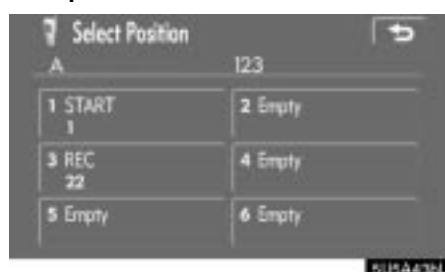 Select Position
A 123
1 START
1
2 Empty
3 REC
22
4 Empty
5 Empty
6 Empty